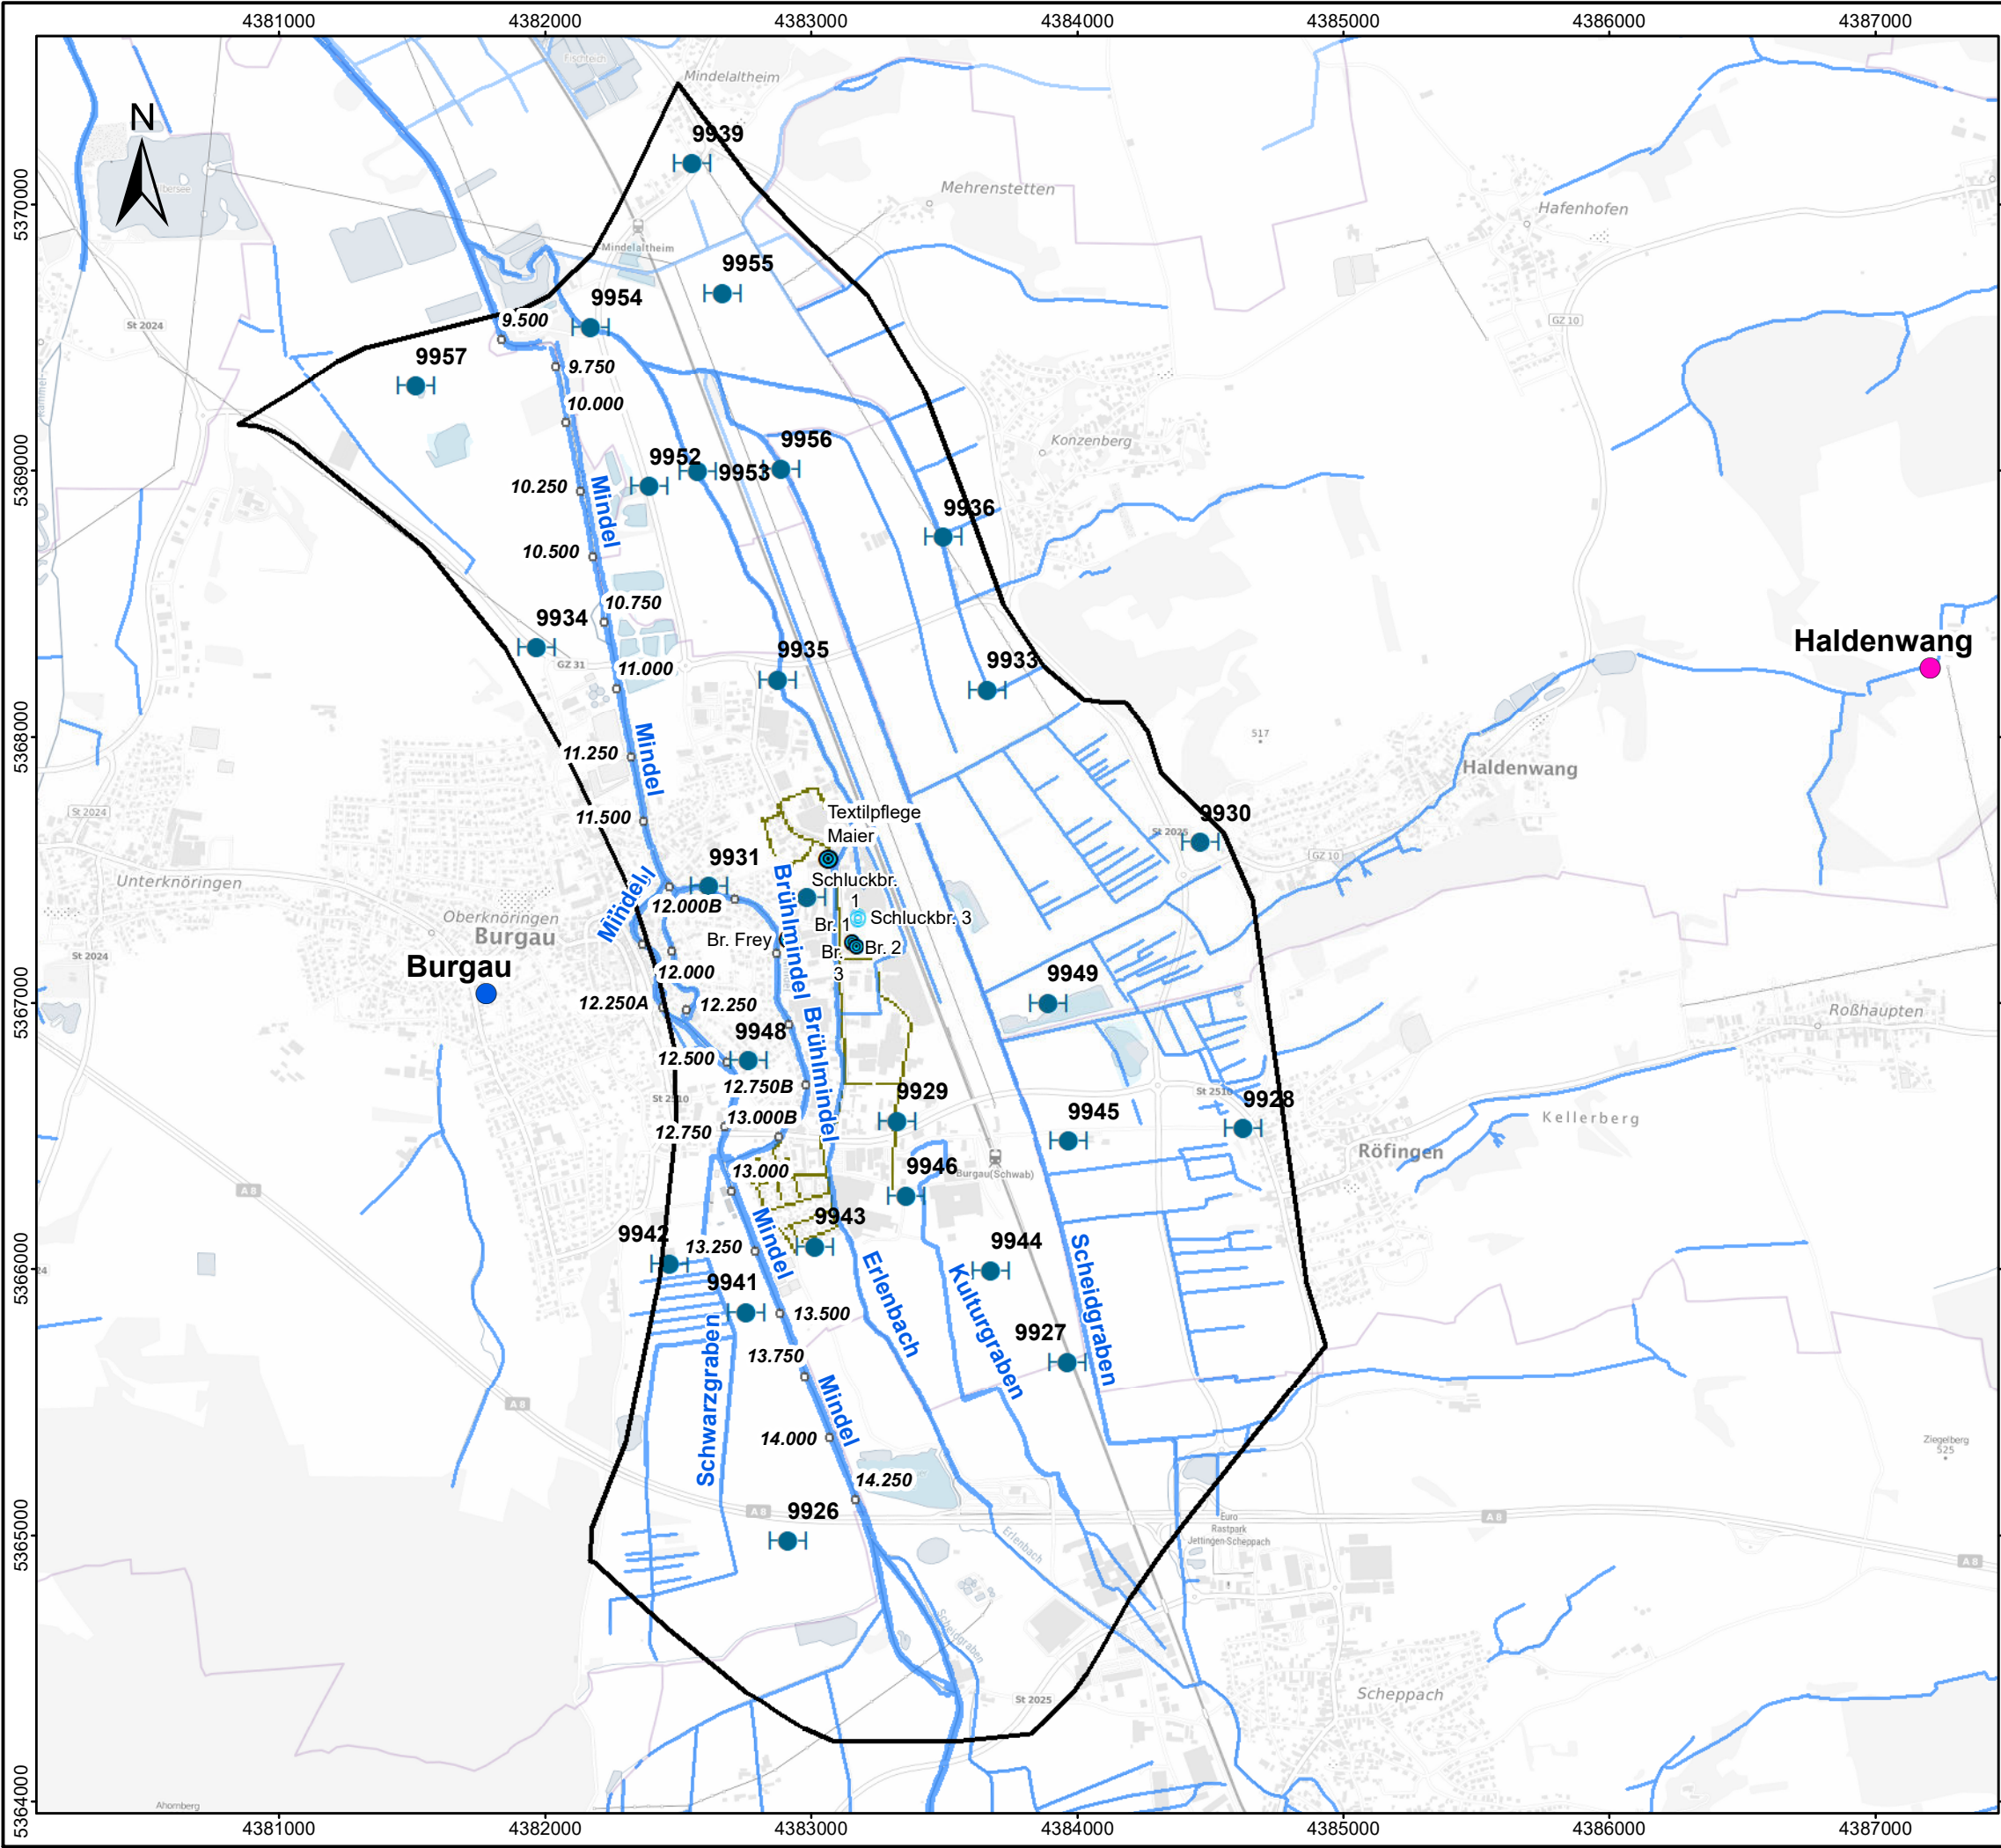 4381000
4382000
4383000
4384000
4385000
4386000
4387000
Fischteich
Mindelaltheim
N
9939
5370000
Mehrenstetten
Hafenhofen
Mindelaltheim
9955
9954
St 2024
9.500
GZ 10
9957
9.750
10.000
Konzenberg
9956
9952
9953
5369000
10.250
Mindel
9936
10.500
10.750
9934
Haldenwang
9935
9933
GZ 31
11.000
5368000
517
Mindel
11.250
Haldenwang
St 2024
11.500
Textilpflege
Maier
9930
St 2025
GZ 10
9931
Schluckbr.
1
Unterknöringen
Mindel
12.000B
Brühlmindel
Oberknöringen
Burgau
Schluckbr. 3
Br. 1
Br. Frey
Br. 2
Br.
3
St 2024
Burgau
12.000
9949
5367000
12.250A
12.250
Roßhaupten
9948
Brühlmindel
12.500
12.750B
St 2510
St 2510
9929
9928
9945
13.000B
Kellerberg
12.750
Röfingen
9946
Burgau(Schwab)
13.000
A 8
Mindel
9943
9942
13.250
9944
Scheidgraben
5366000
Erlenbach
Kulturgraben
9941
13.500
Schwarzgraben
9927
13.750
Mindel
A 8
14.000
Ziegelberg
525
14.250
A 8
9926
A 8
Euro
Rastpark
Jettingen-Scheppach
5365000
Erlenbach
A 8
Scheidgraben
St 2025
Scheppach
5364000
Ahornberg
4381000
4382000
4383000
4384000
4385000
4386000
4387000